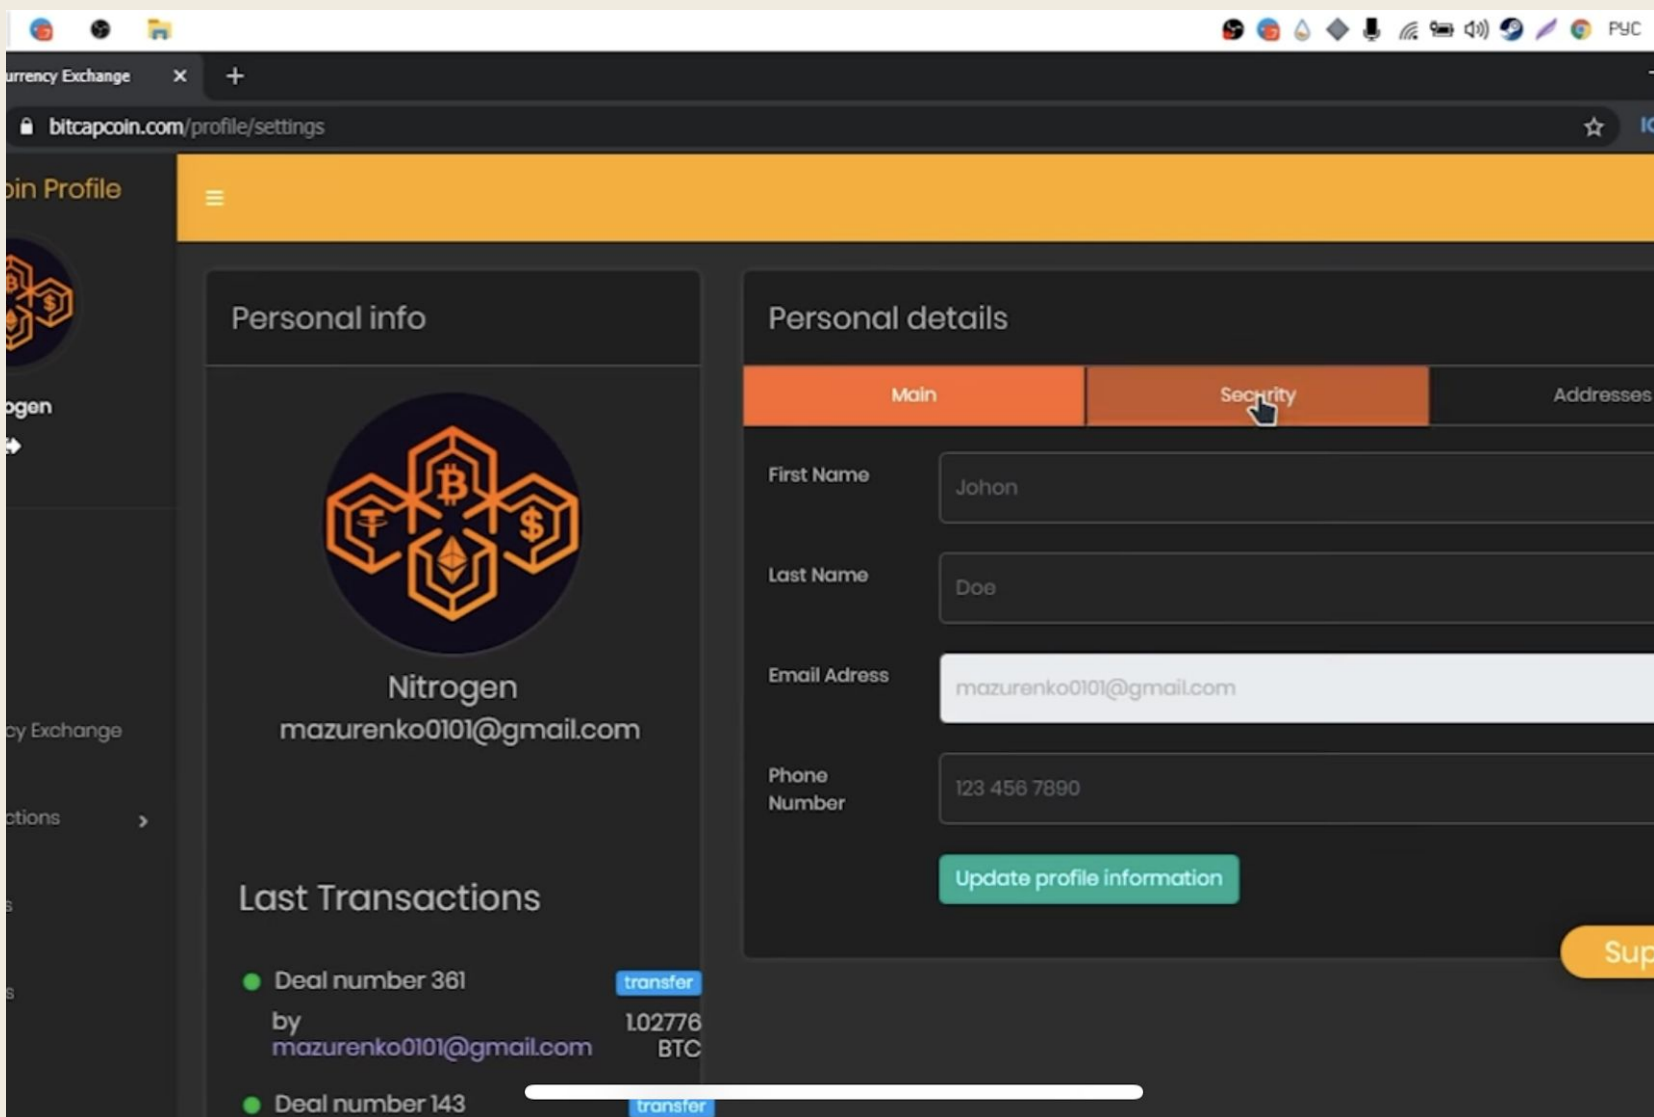 РУС
urrency Exchange
bitcapcoin.com/profile/settings
oin Profile
ogen
cy Exchange
ctions
s
s
Personal info
Nitrogen
mazurenko0101@gmail.com
Last Transactions
Deal number 361 transfer
by 1.02776
mazurenko0101@gmail.com BTC
Deal number 143 transfer
Personal details
Main Security Addresses
First Name Johon
Last Name Doe
Email Adress mazurenko0101@gmail.com
Phone 123 456 7890
Number
Update profile information
Sup